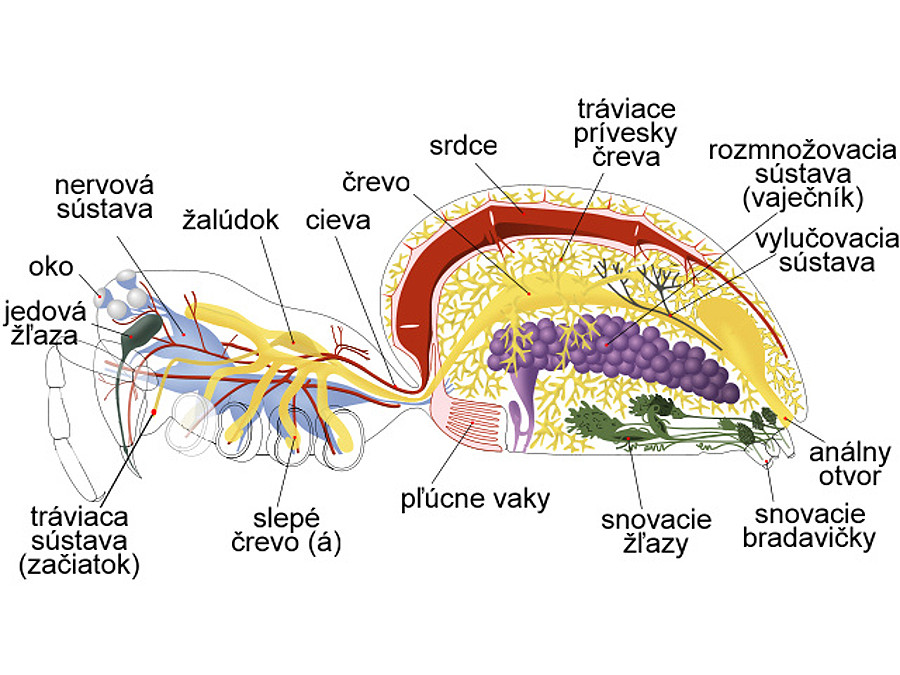 tráviace
prívesky
čreva
srdce
rozmnožovacia
sústava
(vaječník)
črevo
nervová
sústava
žalúdok
cieva
vylučovacia
sústava
oko
jedová
žľaza
anály
otvor
pľúcne vaky
tráviaca
sústava
(začiatok)
slepé
črevo (á)
snovacie
žľazy
snovacie
bradavičky